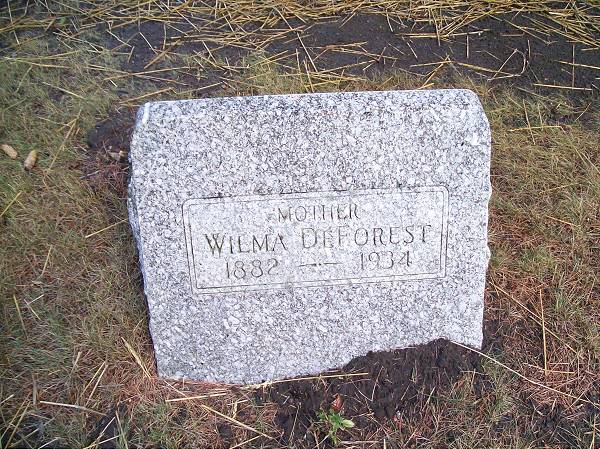 MOTHER
WILMA DEFOREST
1882 — 1934